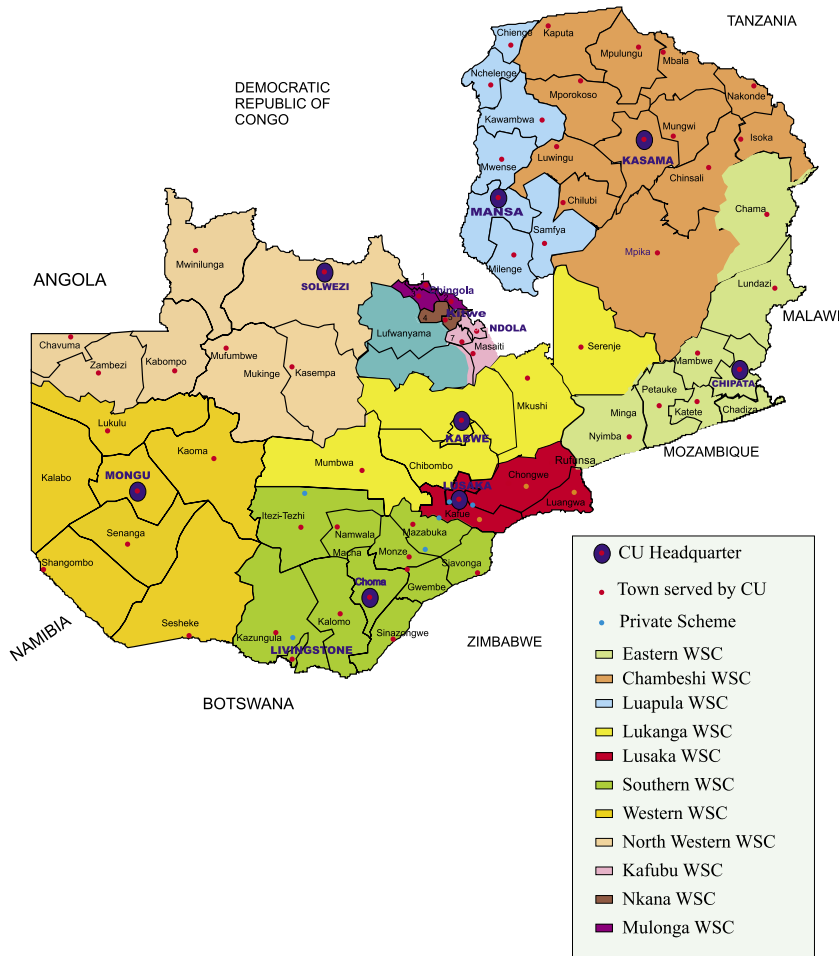 TANZANIA
Chienge
Kaputa
Mpulungu
Mbala
Nchelenge
DEMOCRATIC
REPUBLIC OF
CONGO
Mporokoso
Nakonde
Kawambwa
Mungwi
Isoka
Luwingu
KASAMA
Mwense
Chinsali
Chilubi
MANSA
Chama
Samfya
Mpika
Mwinilunga
Milenge
ANGOLA
SOLWEZI
1
Chingola
Lundazi
Kitwe
MALAWI
4
5
NDOLA
Lufwanyama
7
Chavuma
Masaiti
Serenje
Zambezi
Kabompo
Mufumbwe
Mukinge
Kasempa
Mambwe
CHIPATA
Mkushi
Petauke
Katete
Chadiza
Minga
Lukulu
KABWE
Nyimba
MOZAMBIQUE
Kaoma
Mumbwa
Chibombo
Rufunsa
Kalabo
MONGU
Chongwe
LUSAKA
Luangwa
Kafue
Itezi-Tezhi
Senanga
Namwala
Mazabuka
Macha
Monze
Siavonga
Shangombo
Choma
Gwembe
Kalomo
Sesheke
Kazungula
Sinazongwe
NAMIBIA
ZIMBABWE
LIVINGSTONE
BOTSWANA
CU Headquarter
Town served by CU
Private Scheme
Eastern WSC
Chambeshi WSC
Luapula WSC
Lukanga WSC
Lusaka WSC
Southern WSC
Western WSC
North Western WSC
Kafubu WSC
Nkana WSC
Mulonga WSC